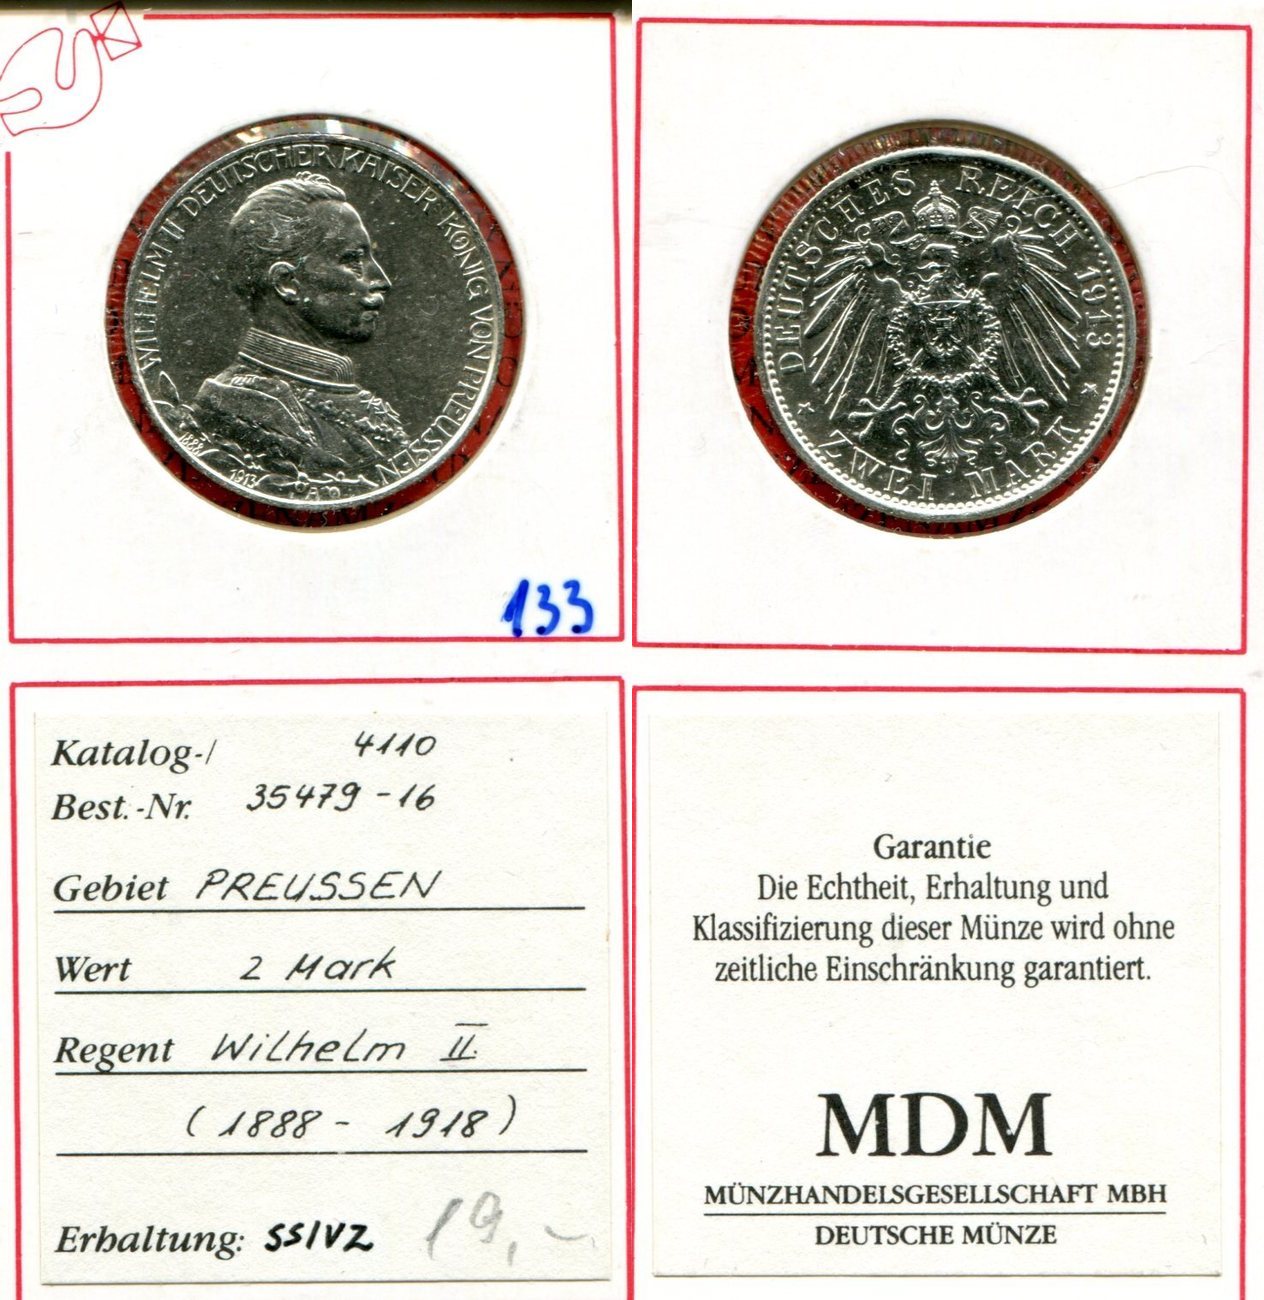 WILHELM II DEUTSCHER KAISER KÖNIG VON PREUSSEN
1888
1913
A
DEUTSCHES REICH 1913
ZWEI MARK
133
Katalog-/ 4110
Best.-Nr. 35479-16
Gebiet PREUSSEN
Wert 2 Mark
Regent Wilhelm II.
(1888 - 1918)
Erhaltung: SS/VZ 19,-
Garantie
Die Echtheit, Erhaltung und
Klassifizierung dieser Münze wird ohne
zeitliche Einschränkung garantiert.
MDM
MÜNZHANDELSGESELLSCHAFT MBH
DEUTSCHE MÜNZE